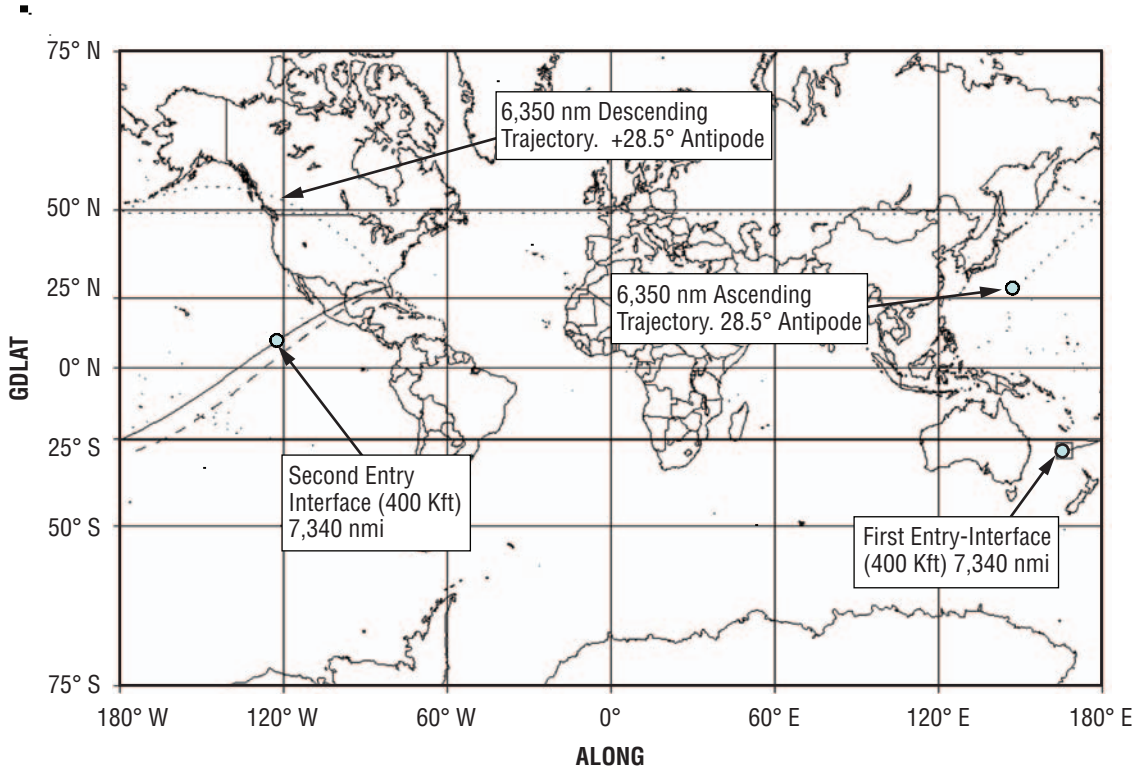 75° N
6,350 nm Descending
Trajectory.  +28.5° Antipode
50° N
25° N
6,350 nm Ascending
Trajectory. 28.5° Antipode
0° N
GDLAT
25° S
Second Entry
Interface (400 Kft)
7,340 nmi
50° S
First Entry-Interface
(400 Kft) 7,340 nmi
75° S
180° W
120° W
60° W
0°
60° E
120° E
180° E
ALONG